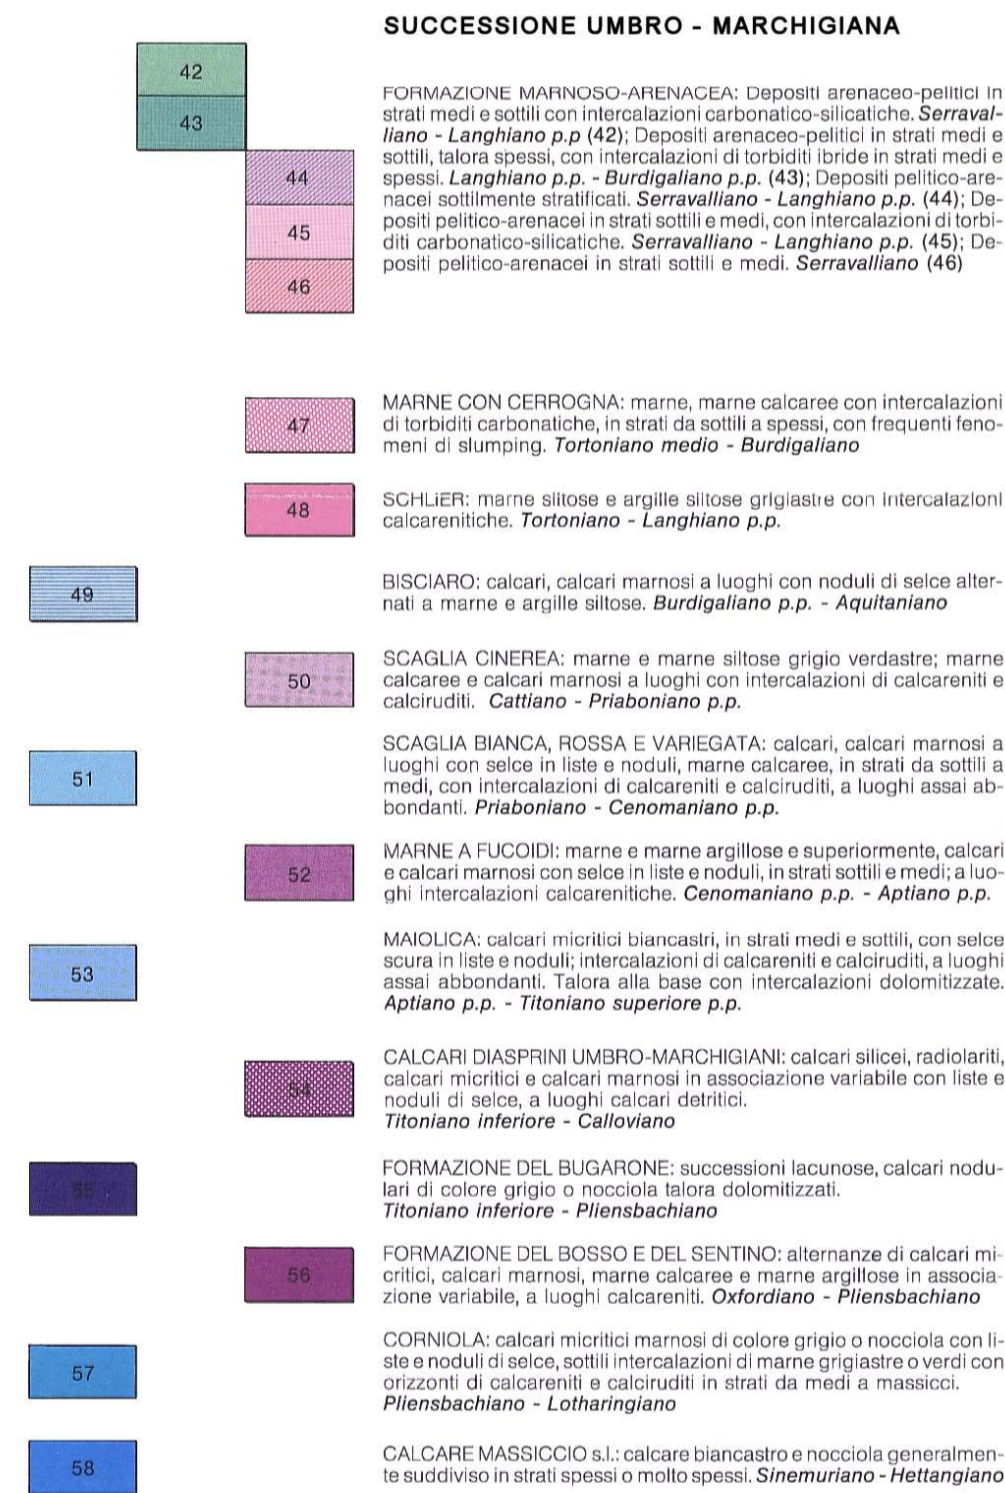 SUCCESSIONE UMBRO - MARCHIGIANA
42
43
44
45
46
FORMAZIONE MARNOSO-ARENACEA: Depositi arenaceo-pelitici in
strati medi e sottili con intercalazioni carbonatico-silicatiche. Serraval-
liano - Langhiano p.p (42); Depositi arenaceo-pelitici in strati medi e
sottili, talora spessi, con intercalazioni di torbiditi ibride in strati medi e
spessi. Langhiano p.p. - Burdigaliano p.p. (43); Depositi pelitico-are-
nacei sottilmente stratificati. Serravalliano - Langhiano p.p. (44); De-
positi pelitico-arenacei in strati sottili e medi, con intercalazioni di torbi-
diti carbonatico-silicatiche. Serravalliano - Langhiano p.p. (45); De-
positi pelitico-arenacei in strati sottili e medi. Serravalliano (46)
47
MARNE CON CERROGNA: marne, marne calcaree con intercalazioni
di torbiditi carbonatiche, in strati da sottili a spessi, con frequenti feno-
meni di slumping. Tortoniano medio - Burdigaliano
48
SCHLiER: marne siltose e argille siltose grigiastre con intercalazioni
calcarenitiche. Tortoniano - Langhiano p.p.
49
BISCIARO: calcari, calcari marnosi a luoghi con noduli di selce alter-
nati a marne e argille siltose. Burdigaliano p.p. - Aquitaniano
50
SCAGLIA CINEREA: marne e marne siltose grigio verdastre; marne
calcaree e calcari marnosi a luoghi con intercalazioni di calcareniti e
calciruditi. Cattiano - Priaboniano p.p.
51
SCAGLIA BIANCA, ROSSA E VARIEGATA: calcari, calcari marnosi a
luoghi con selce in liste e noduli, marne calcaree, in strati da sottili a
medi, con intercalazioni di calcareniti e calciruditi, a luoghi assai ab-
bondanti. Priaboniano - Cenomaniano p.p.
52
MARNE A FUCOIDI: marne e marne argillose e superiormente, calcari
e calcari marnosi con selce in liste e noduli, in strati sottili e medi; a luo-
ghi intercalazioni calcarenitiche. Cenomaniano p.p. - Aptiano p.p.
53
MAIOLICA: calcari micritici biancastri, in strati medi e sottili, con selce
scura in liste e noduli; intercalazioni di calcareniti e calciruditi, a luoghi
assai abbondanti. Talora alla base con intercalazioni dolomitizzate.
Aptiano p.p. - Titoniano superiore p.p.
54
CALCARI DIASPRINI UMBRO-MARCHIGIANI: calcari silicei, radiolariti,
calcari micritici e calcari marnosi in associazione variabile con liste e
noduli di selce, a luoghi calcari detritici.
Titoniano inferiore - Calloviano
55
FORMAZIONE DEL BUGARONE: successioni lacunose, calcari nodu-
lari di colore grigio o nocciola talora dolomitizzati.
Titoniano inferiore - Pliensbachiano
56
FORMAZIONE DEL BOSSO E DEL SENTINO: alternanze di calcari mi-
critici, calcari marnosi, marne calcaree e marne argillose in associa-
zione variabile, a luoghi calcareniti. Oxfordiano - Pliensbachiano
57
CORNIOLA: calcari micritici marnosi di colore grigio o nocciola con li-
ste e noduli di selce, sottili intercalazioni di marne grigiastre o verdi con
orizzonti di calcareniti e calciruditi in strati da medi a massicci.
Pliensbachiano - Lotharingiano
58
CALCARE MASSICCIO s.l.: calcare biancastro e nocciola generalmen-
te suddiviso in strati spessi o molto spessi. Sinemuriano - Hettangiano